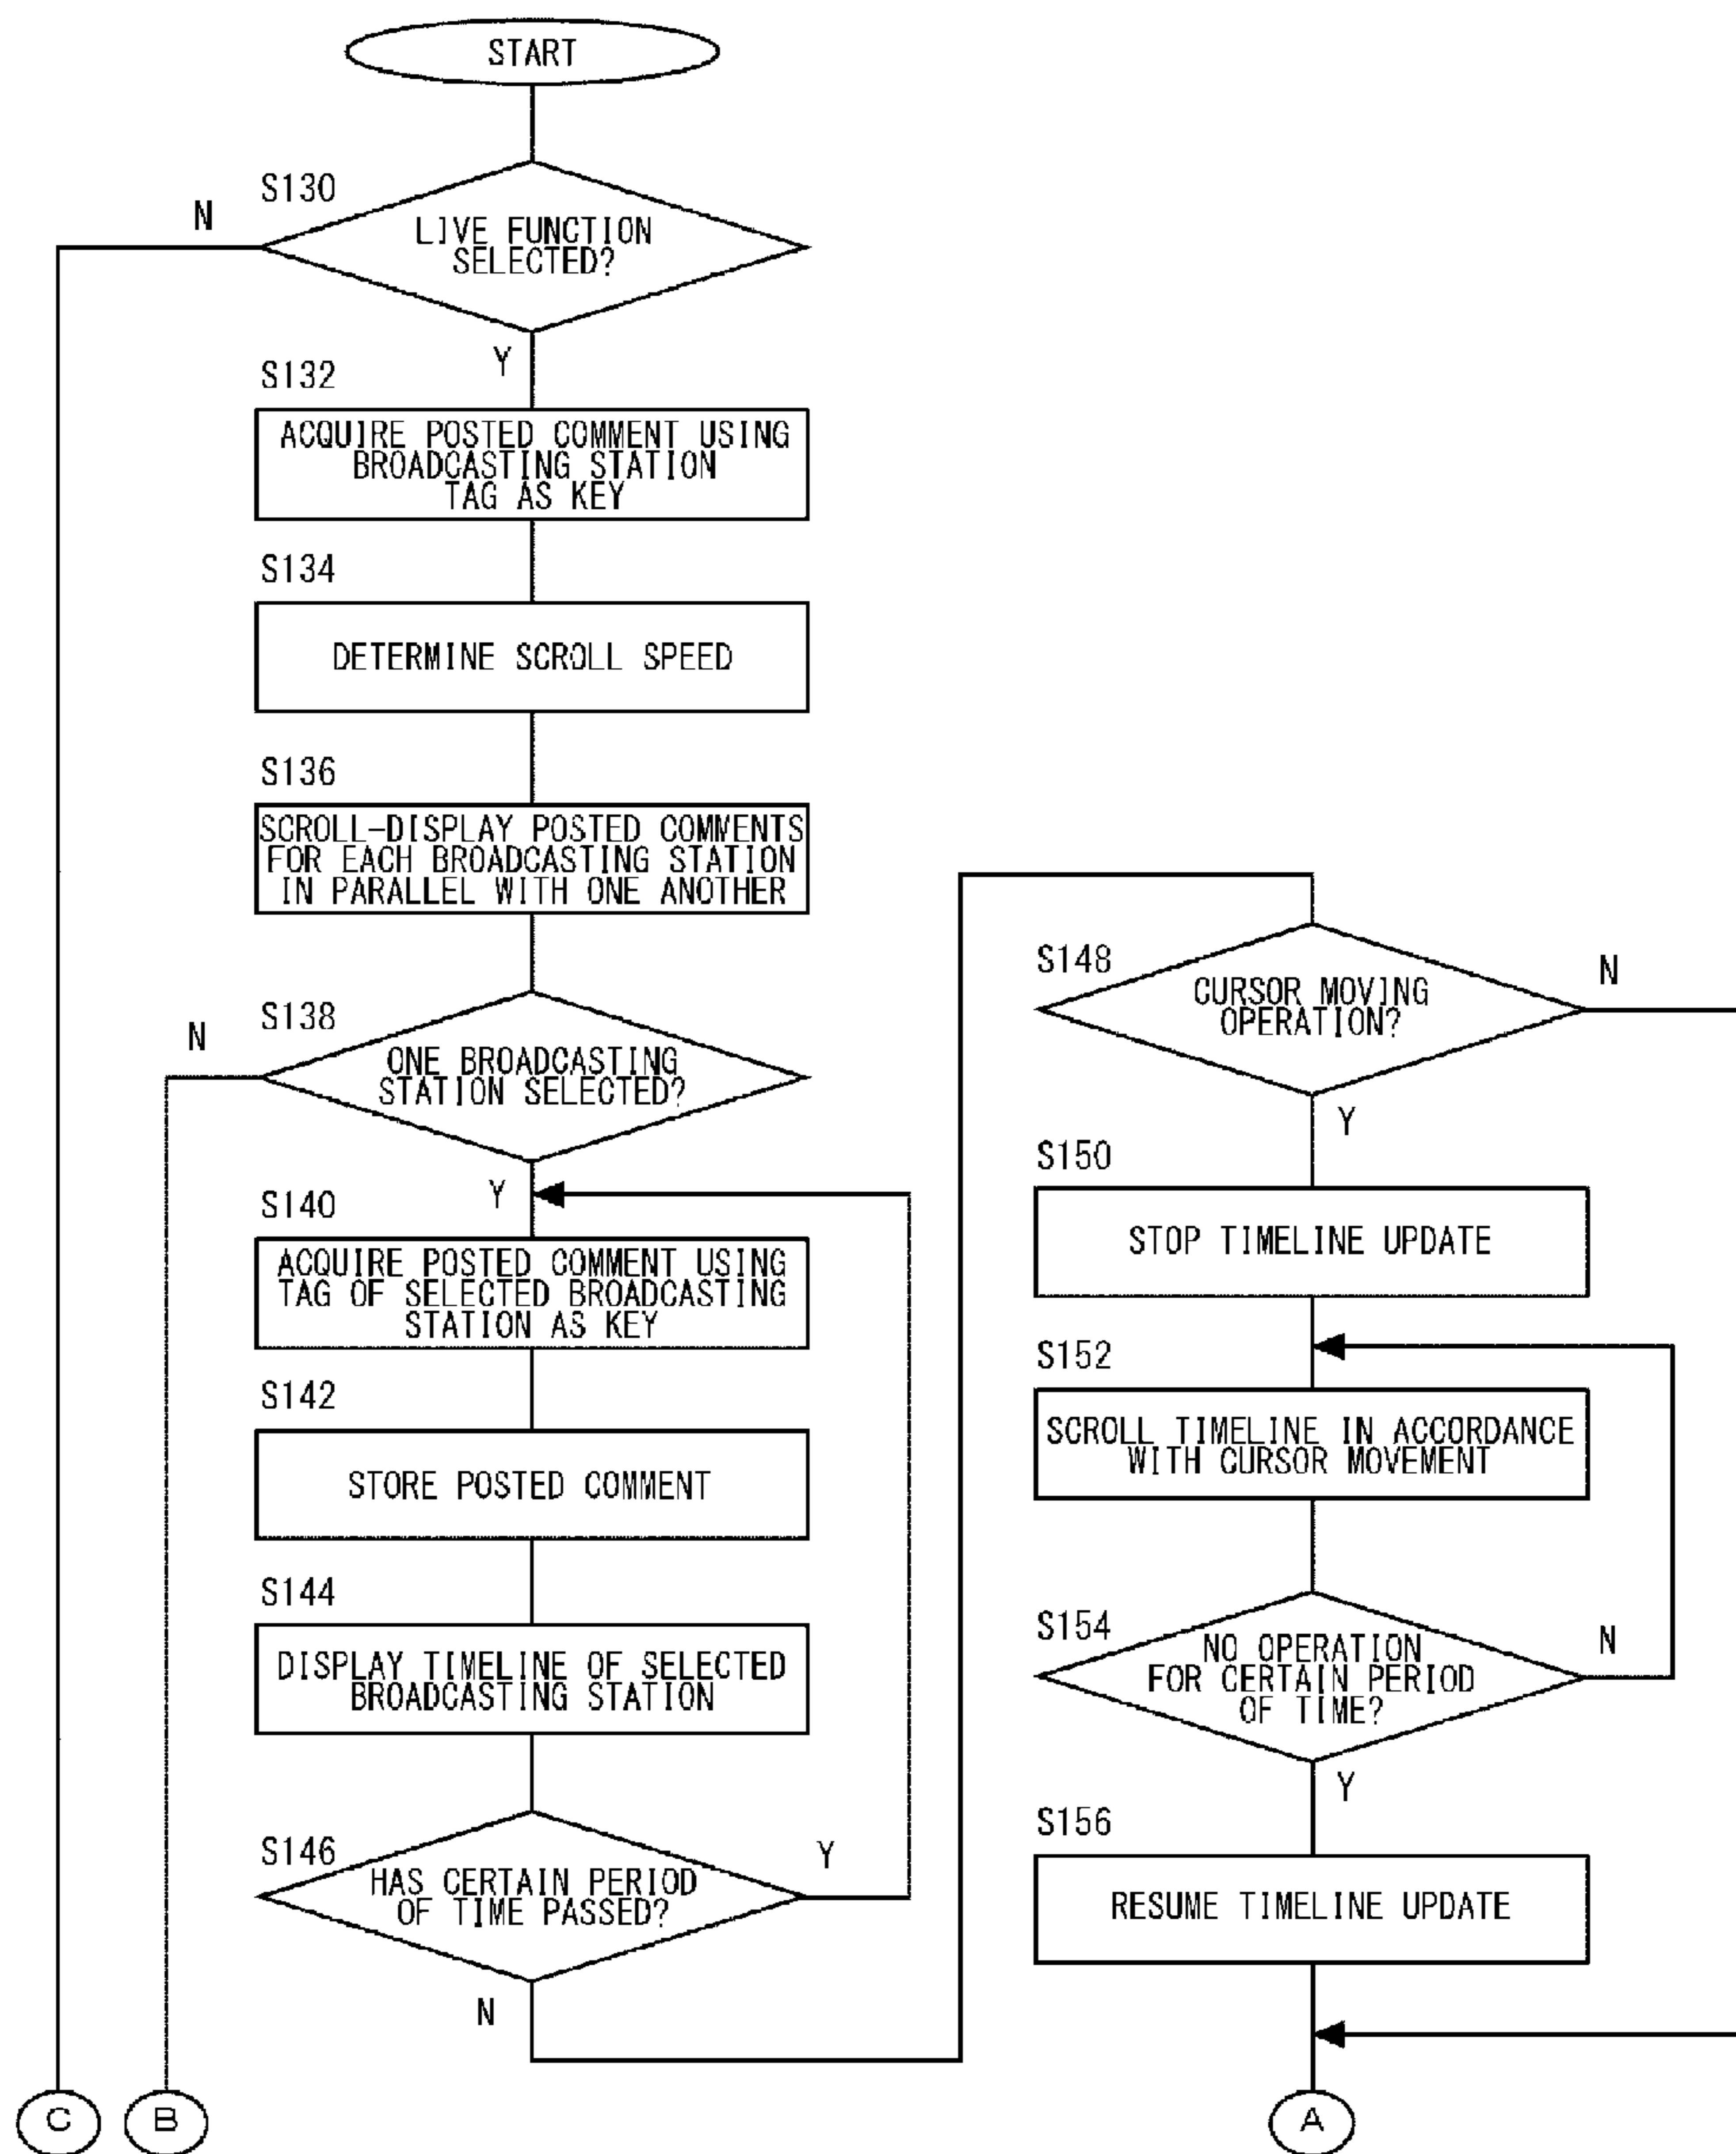 START
S130
N
LIVE FUNCTION
SELECTED?
Y
S132
ACQUIRE POSTED COMMENT USING
BROADCASTING STATION
TAG AS KEY
S134
DETERMINE SCROLL SPEED
S136
SCROLL-DISPLAY POSTED COMMENTS
FOR EACH BROADCASTING STATION
IN PARALLEL WITH ONE ANOTHER
S138
N
ONE BROADCASTING
STATION SELECTED?
Y
S140
ACQUIRE POSTED COMMENT USING
TAG OF SELECTED BROADCASTING
STATION AS KEY
S142
STORE POSTED COMMENT
S144
DISPLAY TIMELINE OF SELECTED
BROADCASTING STATION
S146
HAS CERTAIN PERIOD
OF TIME PASSED?
Y
N
S148
CURSOR MOVING
OPERATION?
N
Y
S150
STOP TIMELINE UPDATE
S152
SCROLL TIMELINE IN ACCORDANCE
WITH CURSOR MOVEMENT
S154
NO OPERATION
FOR CERTAIN PERIOD
OF TIME?
N
Y
S156
RESUME TIMELINE UPDATE
C
B
A